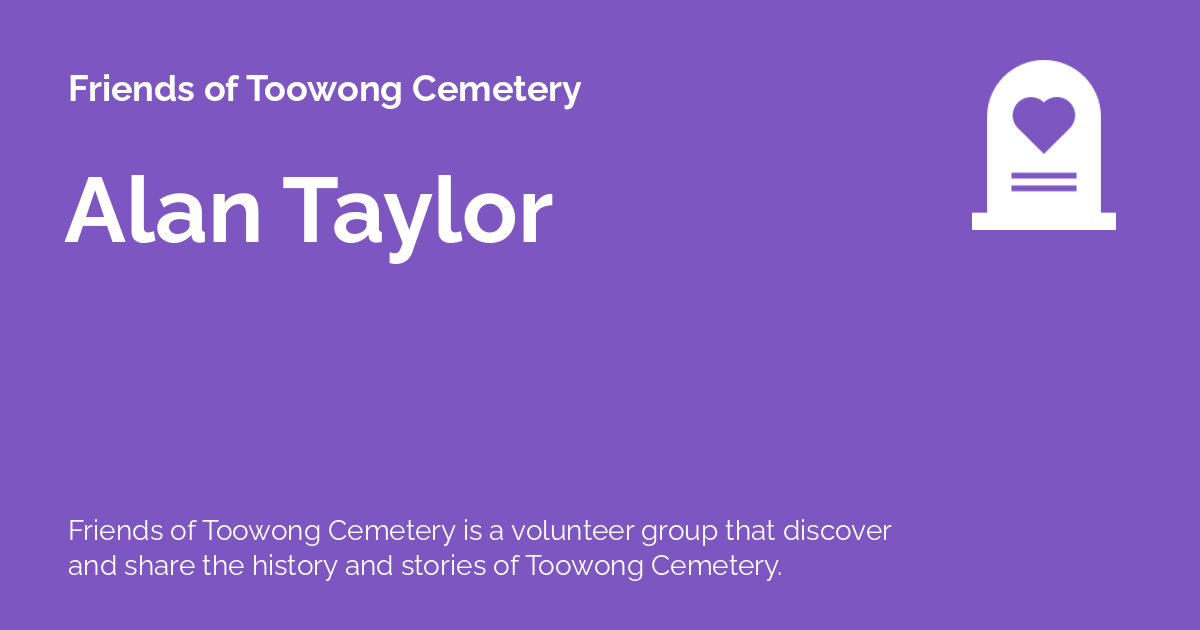 Friends of Toowong Cemetery
Alan Taylor
Friends of Toowong Cemetery is a volunteer group that discover
and share the history and stories of Toowong Cemetery.